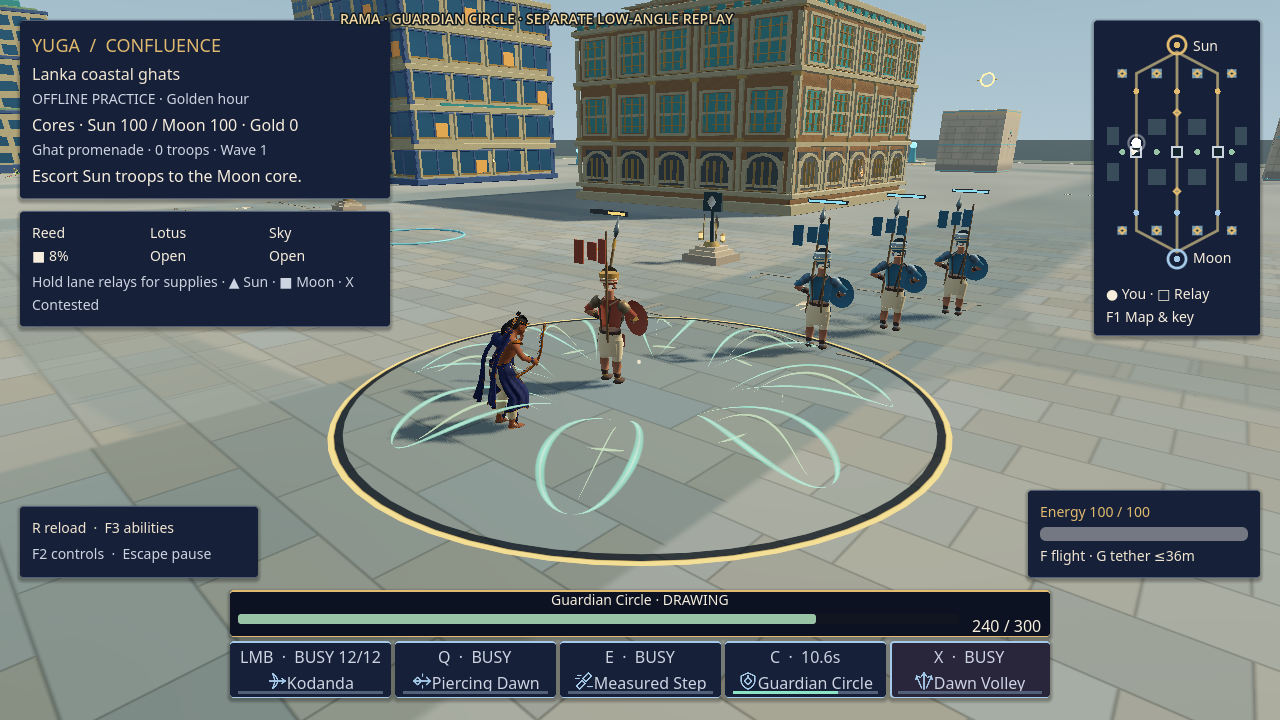 RAMA · GUARDIAN CIRCLE · SEPARATE LOW-ANGLE REPLAY
YUGA / CONFLUENCE
Lanka coastal ghats
OFFLINE PRACTICE · Golden hour
Cores · Sun 100 / Moon 100 · Gold 0
Ghat promenade · 0 troops · Wave 1
Escort Sun troops to the Moon core.
Reed Lotus Sky
■ 8% Open Open
Hold lane relays for supplies · ▲ Sun · ■ Moon · X
Contested
Sun
Moon
● You · □ Relay
F1 Map & key
R reload · F3 abilities
F2 controls · Escape pause
Energy 100 / 100
F flight · G tether ≤36m
Guardian Circle · DRAWING
240 / 300
LMB · BUSY 12/12
Kodanda
Q · BUSY
Piercing Dawn
E · BUSY
Measured Step
C · 10.6s
Guardian Circle
X · BUSY
Dawn Volley